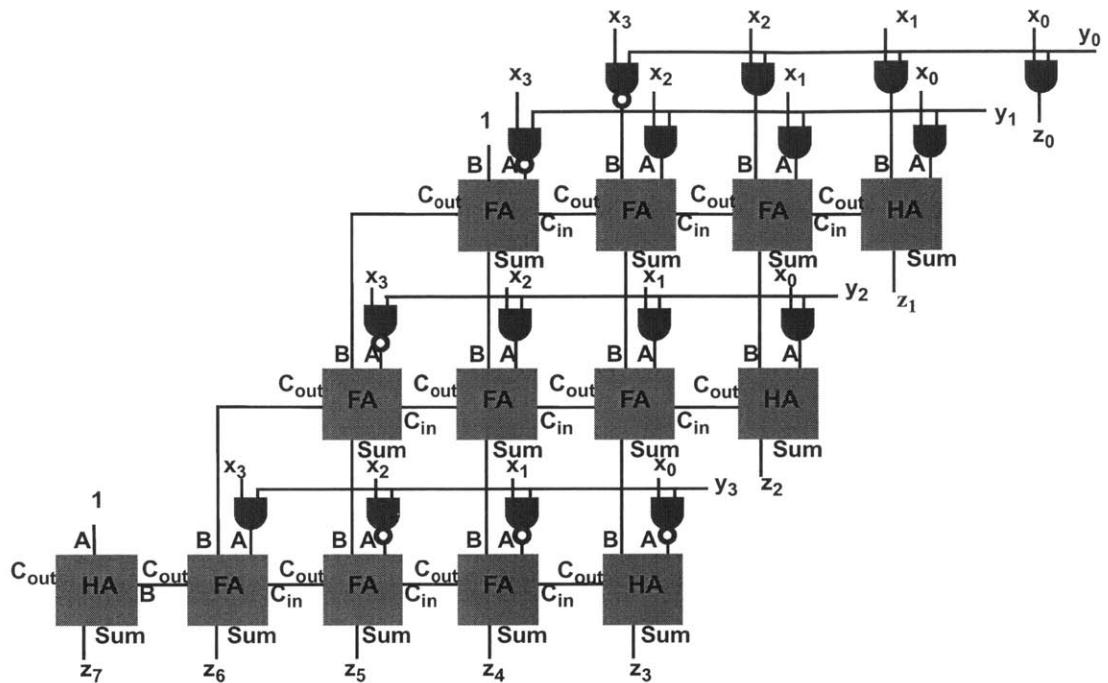 x3 x2 x1 x0
y0
x3 x2 x1 x0
1 y1
z0
B A B A B A B A
Cout FA Cout FA Cout FA Cout HA
Cin Cin Cin
Sum Sum Sum Sum
x3 x2 x1 x0
y2 z1
B A B A B A B A
Cout FA Cout FA Cout FA Cout HA
Cin Cin Cin
Sum Sum Sum Sum
x3 x2 x1 x0
z2
y3
1
A B A B A B A B A
Cout HA Cout FA Cout FA Cout FA Cout HA
B Cin Cin Cin
Sum Sum Sum Sum Sum
z7 z6 z5 z4 z3